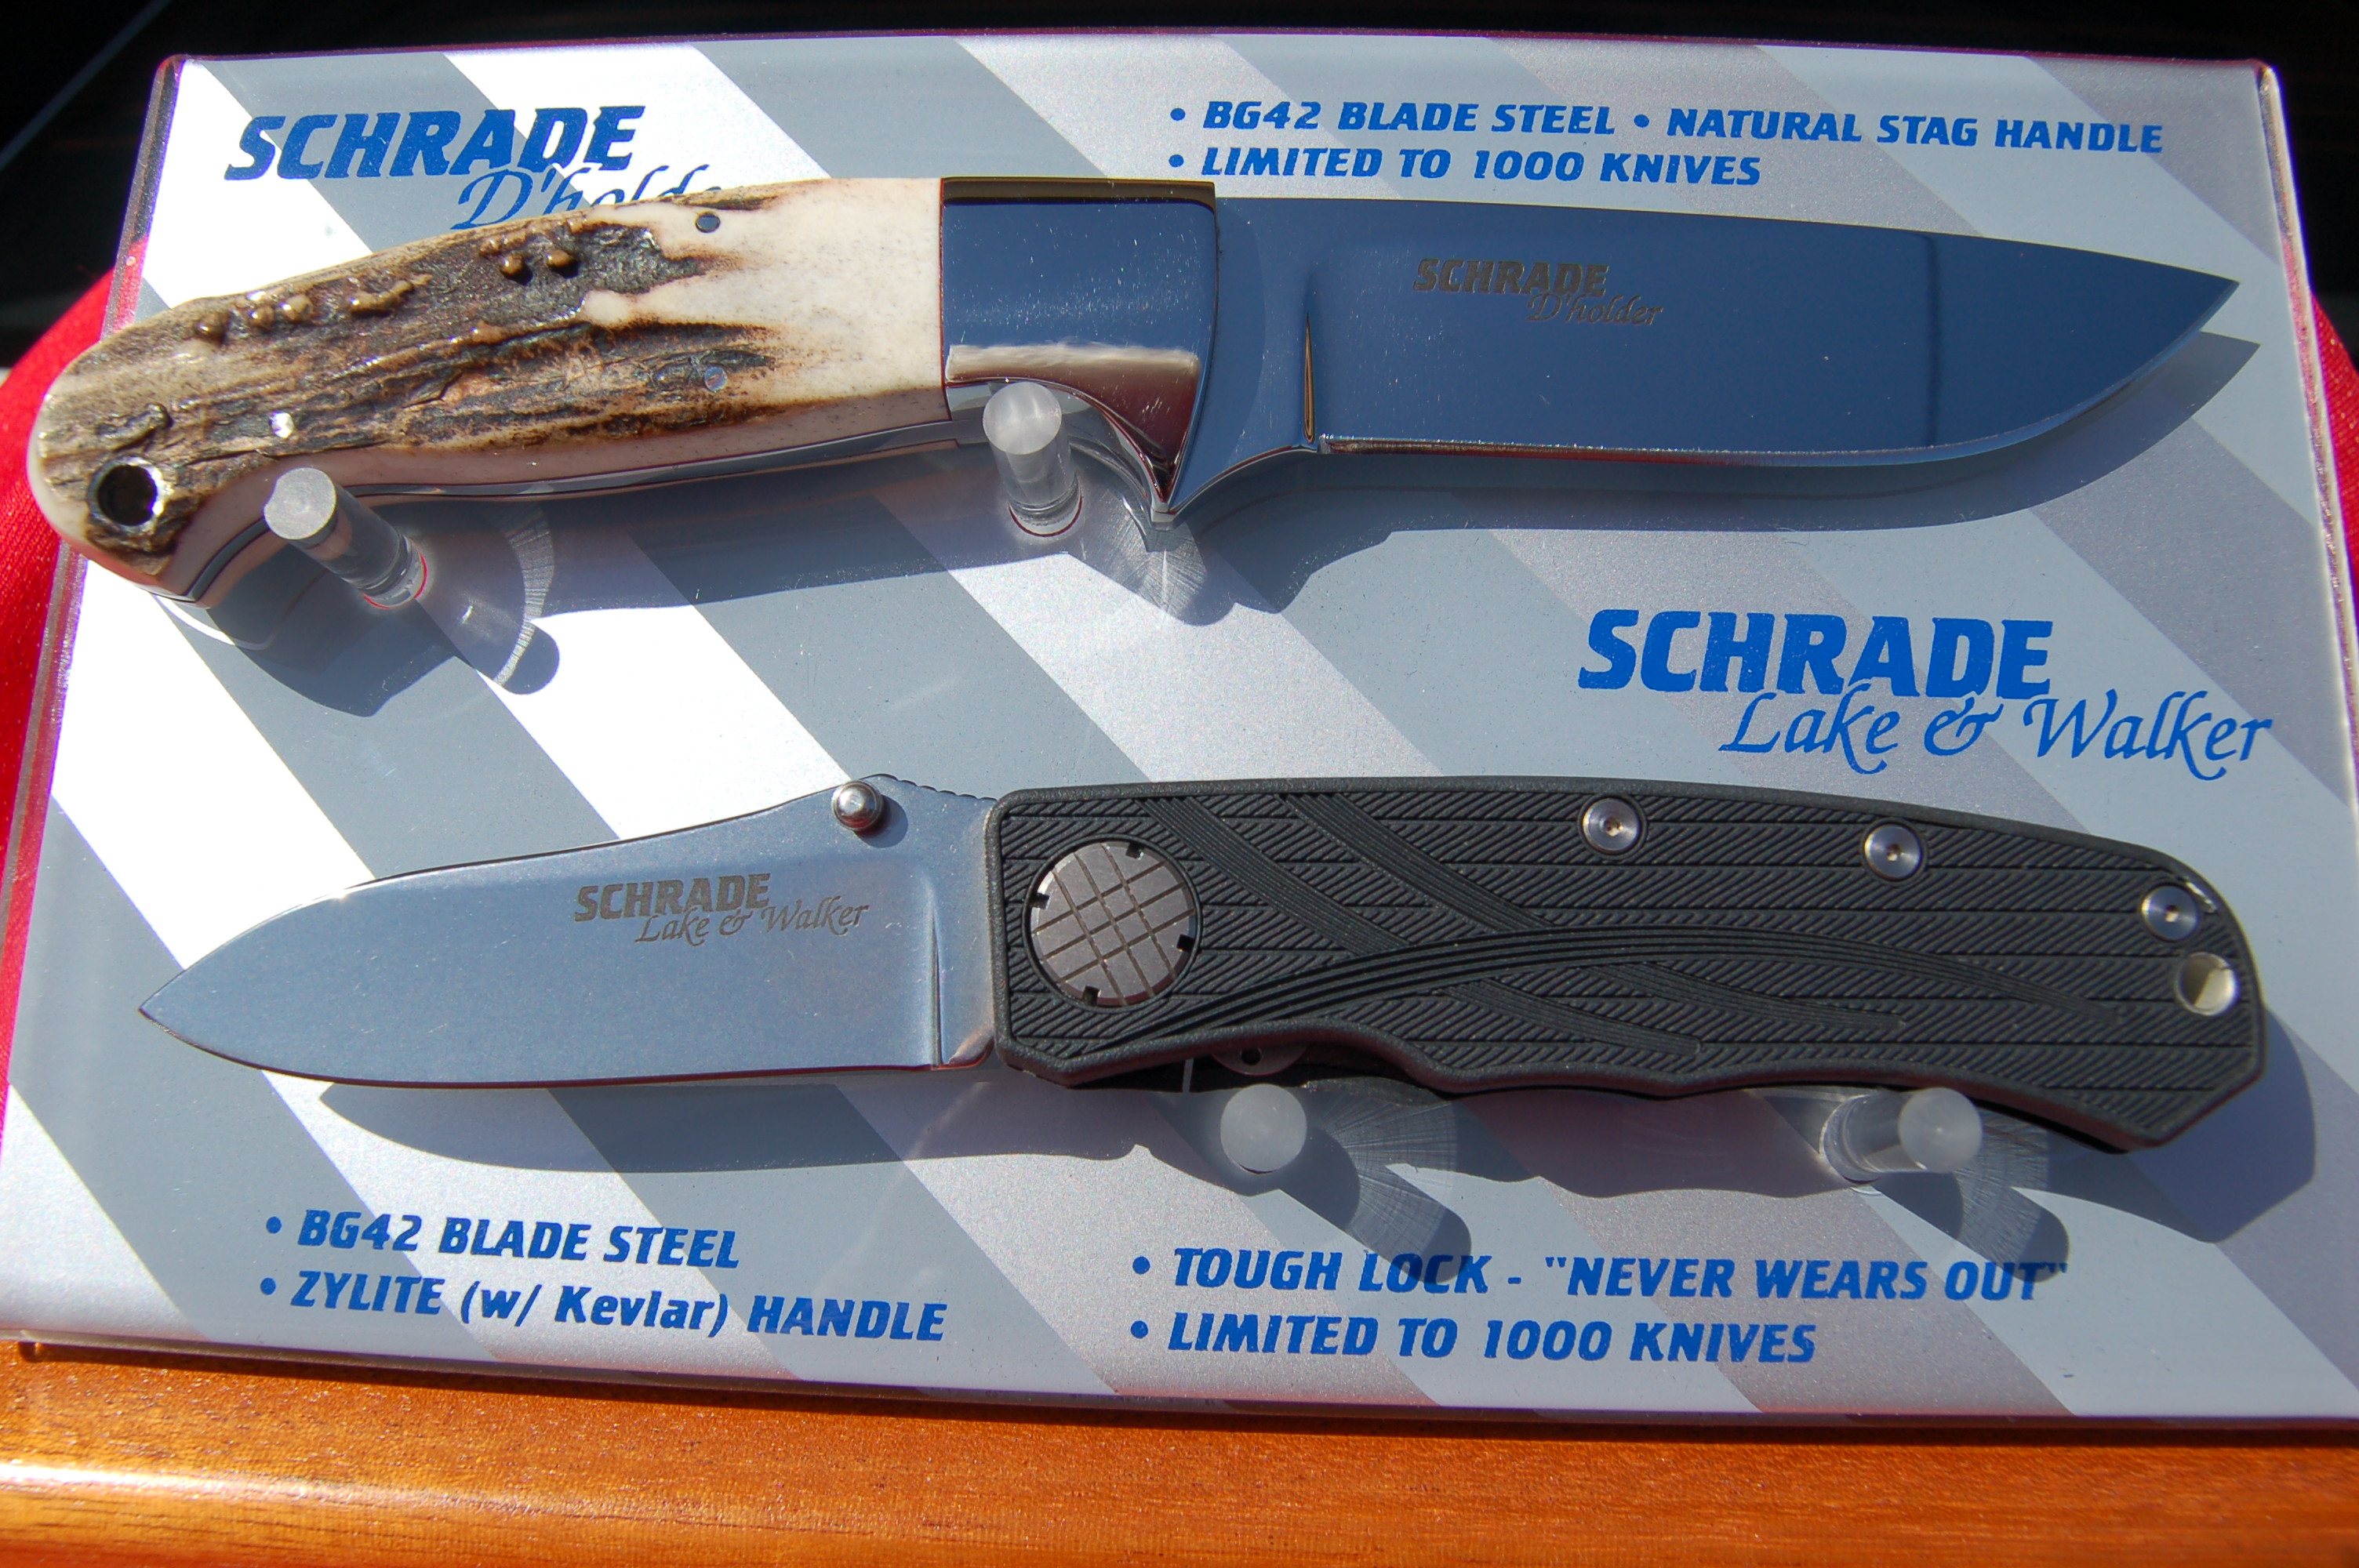 SCHRADE
D'holde
• BG42 BLADE STEEL • NATURAL STAG HANDLE
• LIMITED TO 1000 KNIVES
SCHRADE
D'holder
SCHRADE
Lake & Walker
SCHRADE
Lake & Walker
• BG42 BLADE STEEL
• ZYLITE (w/ Kevlar) HANDLE
• TOUGH LOCK - "NEVER WEARS OUT"
• LIMITED TO 1000 KNIVES